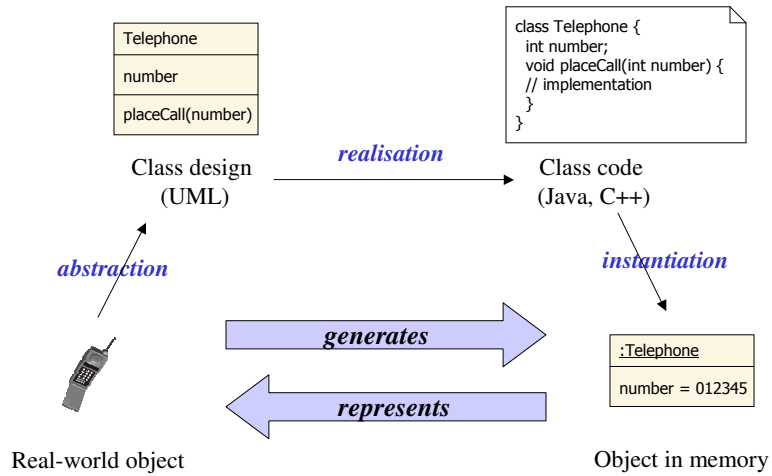 Telephone
number
placeCall(number)
class Telephone {
int number;
void placeCall(int number) {
// implementation
}
}
Class design
(UML)
realisation
Class code
(Java, C++)
abstraction
instantiation
generates
represents
:Telephone
number = 012345
Real-world object
Object in memory